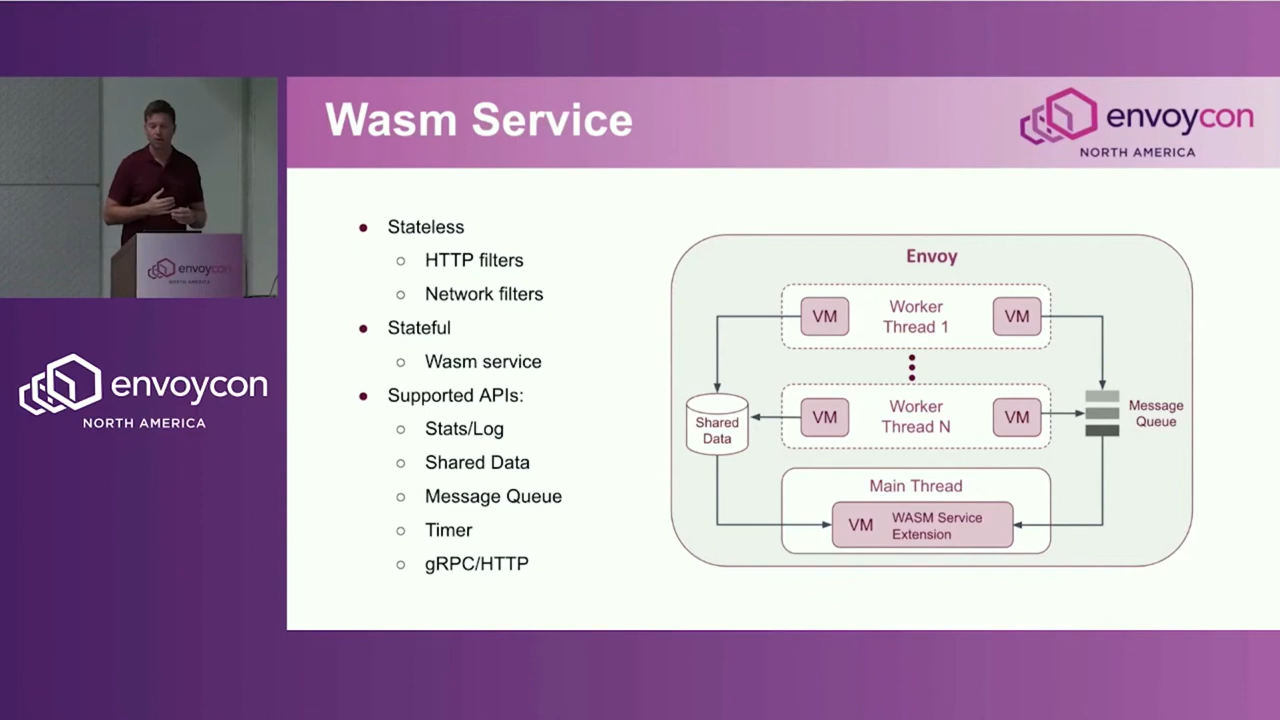 Wasm Service
envoycon
NORTH AMERICA
envoycon
NORTH AMERICA
envoycon
NORTH AMERICA
● Stateless
○ HTTP filters
○ Network filters
● Stateful
○ Wasm service
● Supported APIs:
○ Stats/Log
○ Shared Data
○ Message Queue
○ Timer
○ gRPC/HTTP
Envoy
VM
Worker
Thread 1
VM
VM
Worker
Thread N
VM
Shared
Data
Message
Queue
Main Thread
VM
WASM Service
Extension